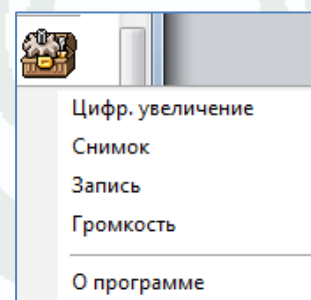 Цифр. увеличение
Снимок
Запись
Громкость
О программе